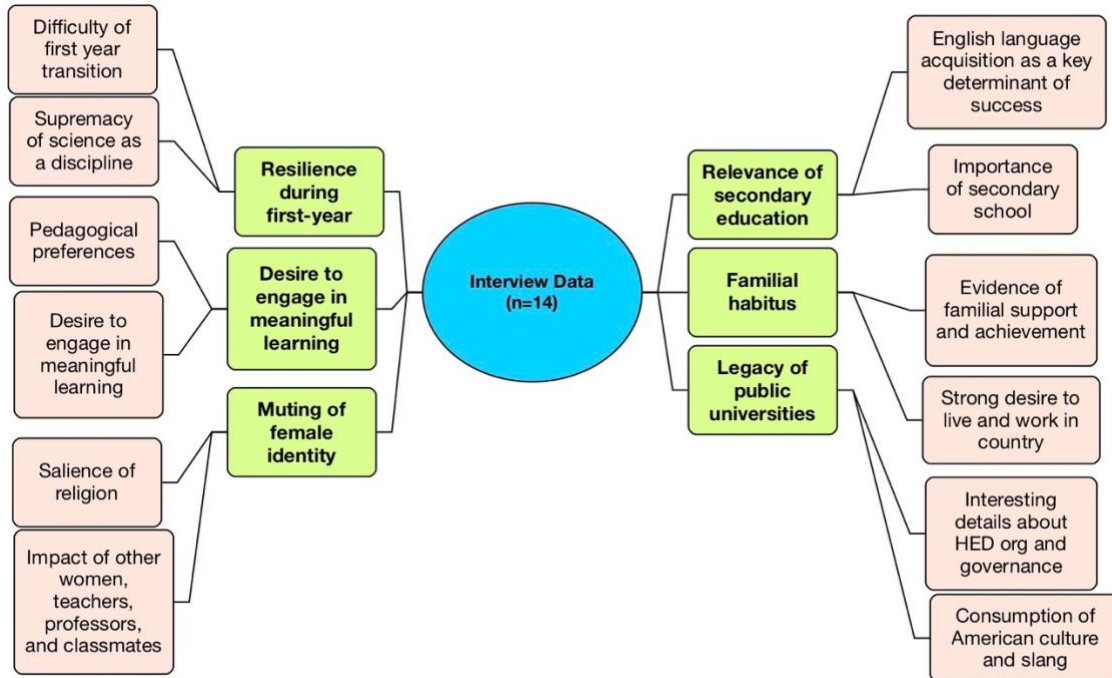 Difficulty of
first year
transition
Supremacy
of science as
a discipline
Pedagogical
preferences
Desire to
engage in
meaningful
learning
Salience of
religion
Impact of other
women,
teachers,
professors,
and classmates
Resilience
during
first-year
Desire to
engage in
meaningful
learning
Muting of
female
identity
Interview Data
(n=14)
Relevance of
secondary
education
Familial
habitus
Legacy of
public
universities
English language
acquisition as a key
determinant of
success
Importance
of secondary
school
Evidence of
familial support
and achievement
Strong desire to
live and work in
country
Interesting
details about
HED org and
governance
Consumption of
American culture
and slang